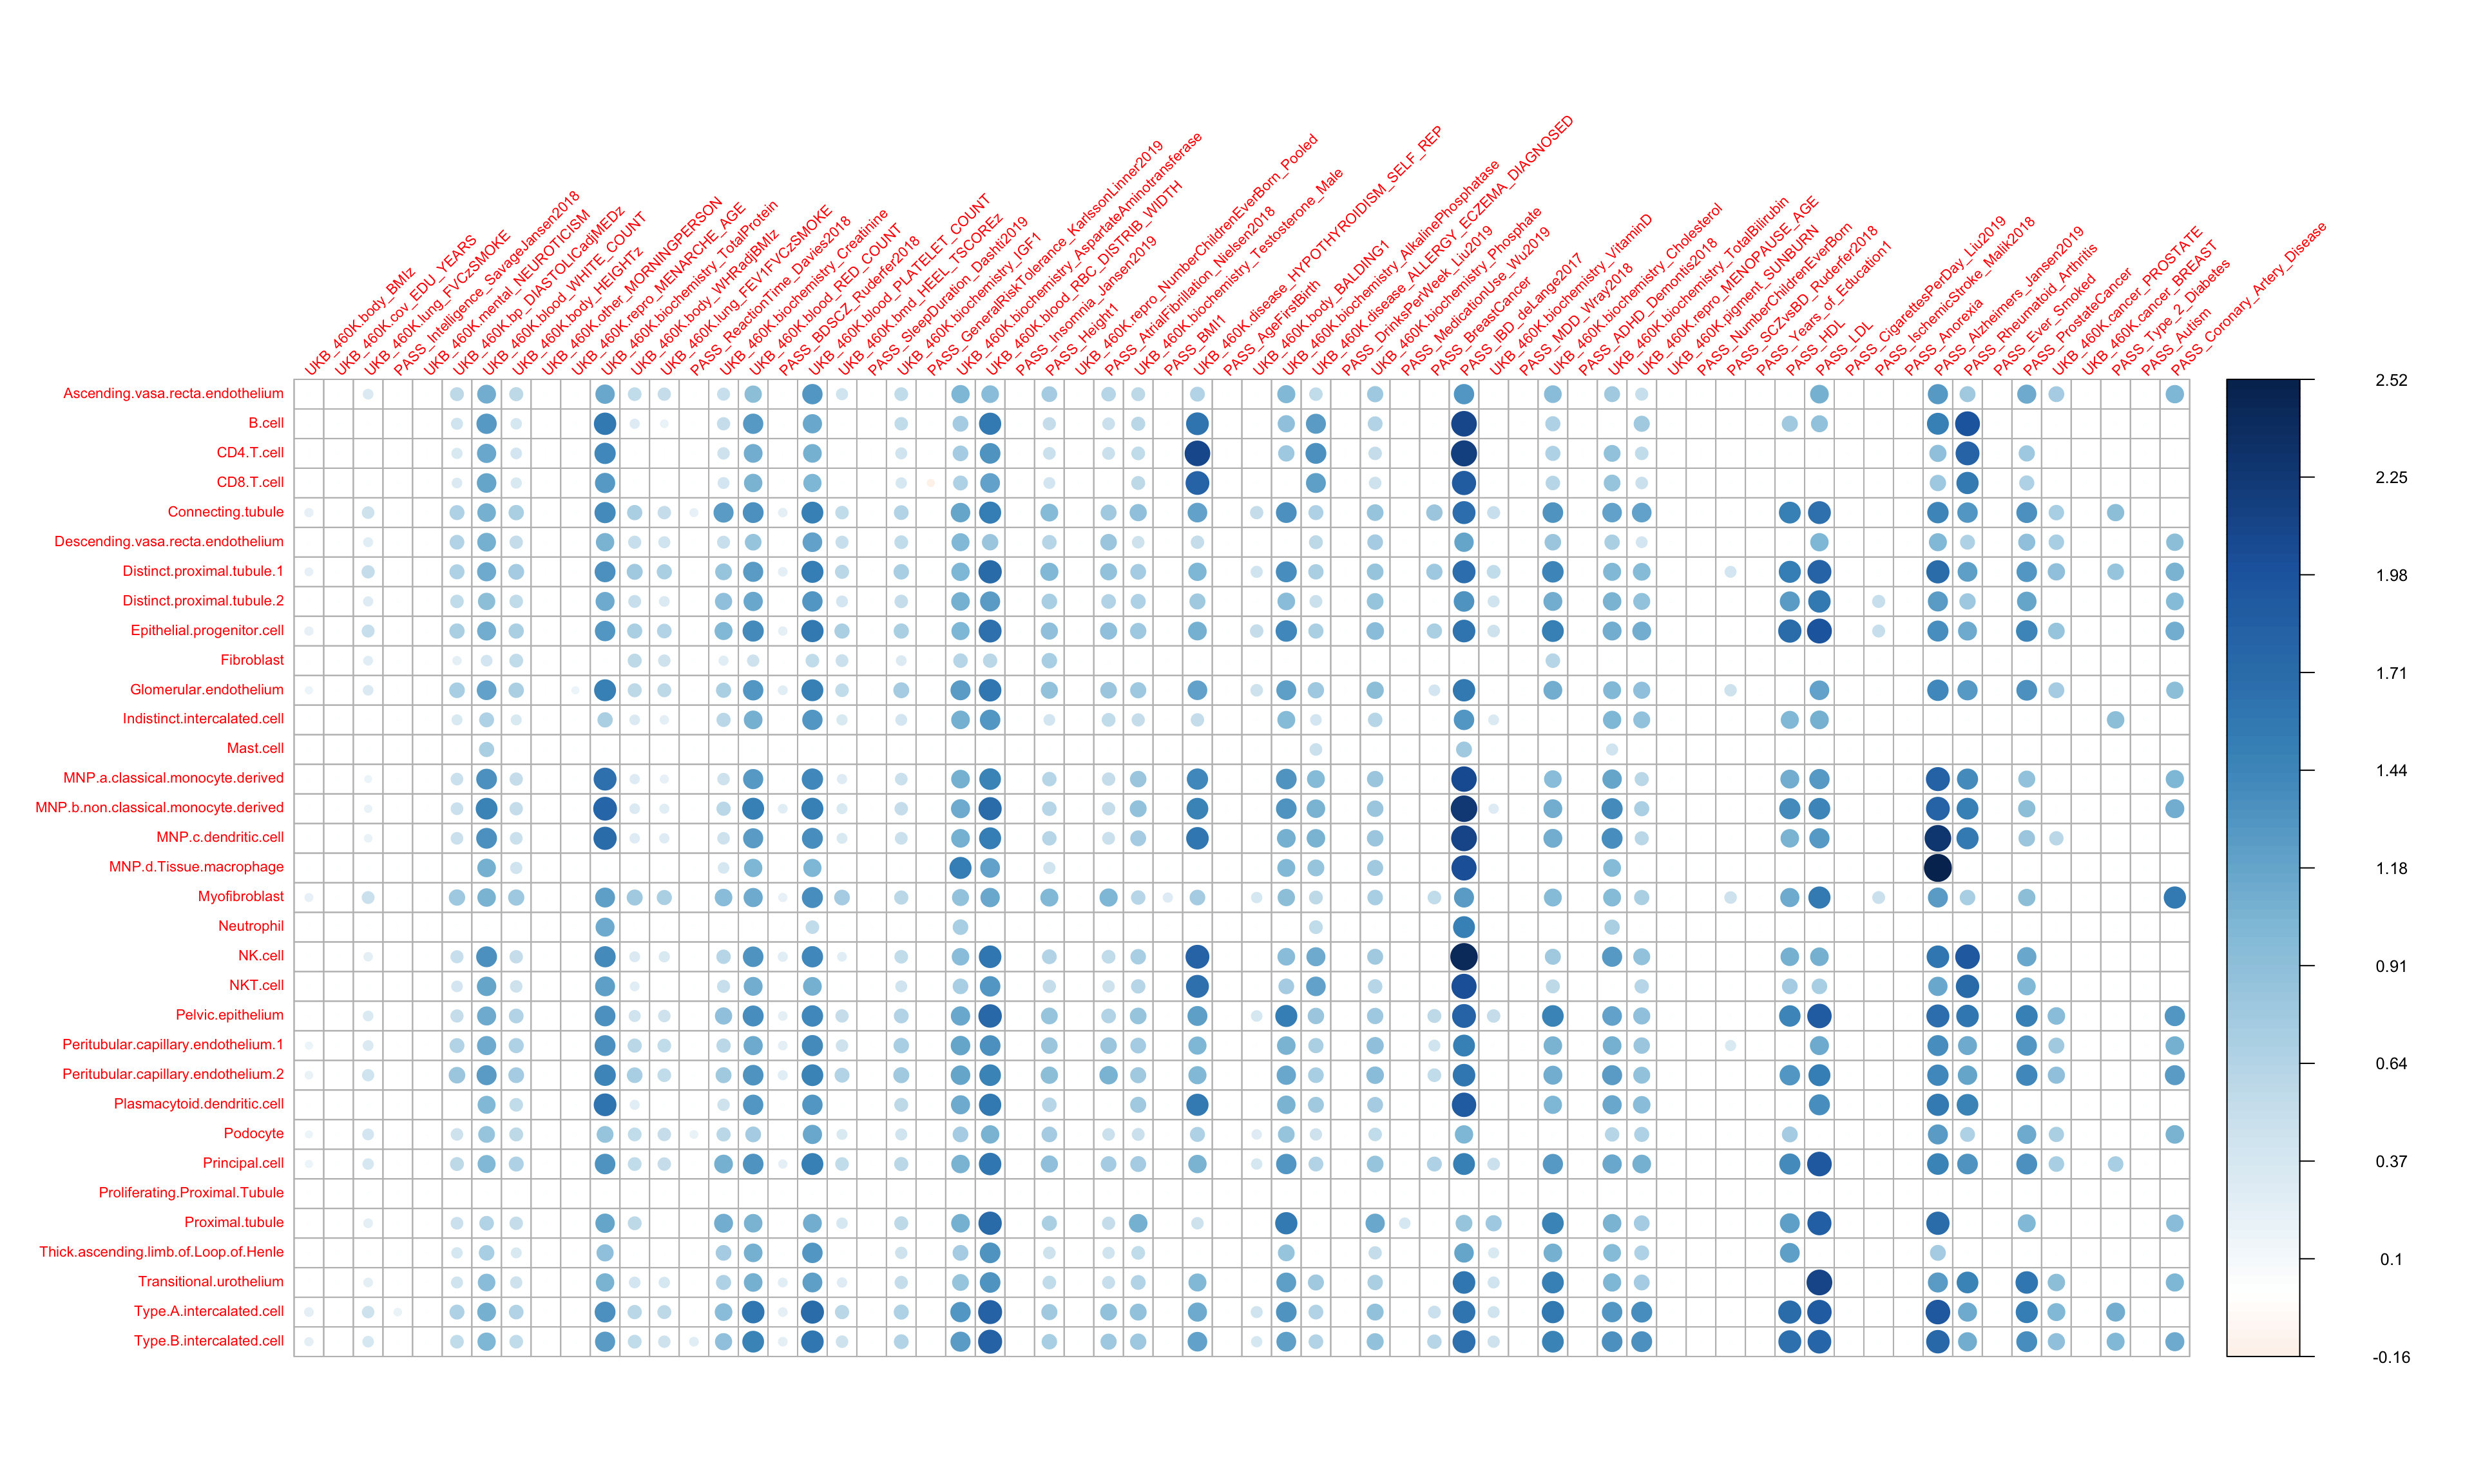 UKB_460K.body_BMIz
UKB_460K.cov_EDU_YEARS
UKB_460K.lung_FVCzSMOKE
PASS_Intelligence_SavageJansen2018
UKB_460K.mental_NEUROTICISM
UKB_460K.bp_DIASTOLICadjMEDz
UKB_460K.blood_WHITE_COUNT
UKB_460K.body_HEIGHTz
UKB_460K.other_MORNINGPERSON
UKB_460K.repro_MENARCHE_AGE
UKB_460K.biochemistry_TotalProtein
UKB_460K.body_WHRadjBMIz
UKB_460K.lung_FEV1FVCzSMOKE
PASS_ReactionTime_Davies2018
UKB_460K.biochemistry_Creatinine
UKB_460K.blood_RED_COUNT
PASS_BDSCZ_Ruderfer2018
UKB_460K.blood_PLATELET_COUNT
UKB_460K.bmd_HEEL_TSCOREz
PASS_SleepDuration_Dashti2019
UKB_460K.biochemistry_IGF1
PASS_GeneralRiskTolerance_KarlssonLinner2019
UKB_460K.biochemistry_AspartateAminotransferase
UKB_460K.blood_RBC_DISTRIB_WIDTH
PASS_Insomnia_Jansen2019
PASS_Height1
UKB_460K.repro_NumberChildrenEverBorn_Pooled
PASS_AtrialFibrillation_Nielsen2018
UKB_460K.biochemistry_Testosterone_Male
PASS_BMI1
UKB_460K.disease_HYPOTHYROIDISM_SELF_REP
PASS_AgeFirstBirth
UKB_460K.body_BALDING1
UKB_460K.biochemistry_AlkalinePhosphatase
UKB_460K.disease_ALLERGY_ECZEMA_DIAGNOSED
PASS_DrinksPerWeek_Liu2019
UKB_460K.biochemistry_Phosphate
PASS_MedicationUse_Wu2019
PASS_BreastCancer
PASS_IBD_deLange2017
UKB_460K.biochemistry_VitaminD
PASS_MDD_Wray2018
UKB_460K.biochemistry_Cholesterol
PASS_ADHD_Demontis2018
UKB_460K.biochemistry_TotalBilirubin
UKB_460K.repro_MENOPAUSE_AGE
UKB_460K.pigment_SUNBURN
PASS_NumberChildrenEverBorn
PASS_SCZvsBD_Ruderfer2018
PASS_Years_of_Education1
PASS_HDL
PASS_LDL
PASS_CigarettesPerDay_Liu2019
PASS_IschemicStroke_Malik2018
PASS_Anorexia
PASS_Alzheimers_Jansen2019
PASS_Rheumatoid_Arthritis
PASS_Ever_Smoked
PASS_ProstateCancer
UKB_460K.cancer_PROSTATE
UKB_460K.cancer_BREAST
PASS_Type_2_Diabetes
PASS_Autism
PASS_Coronary_Artery_Disease
Ascending.vasa.recta.endothelium
B.cell
CD4.T.cell
CD8.T.cell
Connecting.tubule
Descending.vasa.recta.endothelium
Distinct.proximal.tubule.1
Distinct.proximal.tubule.2
Epithelial.progenitor.cell
Fibroblast
Glomerular.endothelium
Indistinct.intercalated.cell
Mast.cell
MNP.a.classical.monocyte.derived
MNP.b.non.classical.monocyte.derived
MNP.c.dendritic.cell
MNP.d.Tissue.macrophage
Myofibroblast
Neutrophil
NK.cell
NKT.cell
Pelvic.epithelium
Peritubular.capillary.endothelium.1
Peritubular.capillary.endothelium.2
Plasmacytoid.dendritic.cell
Podocyte
Principal.cell
Proliferating.Proximal.Tubule
Proximal.tubule
Thick.ascending.limb.of.Loop.of.Henle
Transitional.urothelium
Type.A.intercalated.cell
Type.B.intercalated.cell
2.52
2.25
1.98
1.71
1.44
1.18
0.91
0.64
0.37
0.1
-0.16